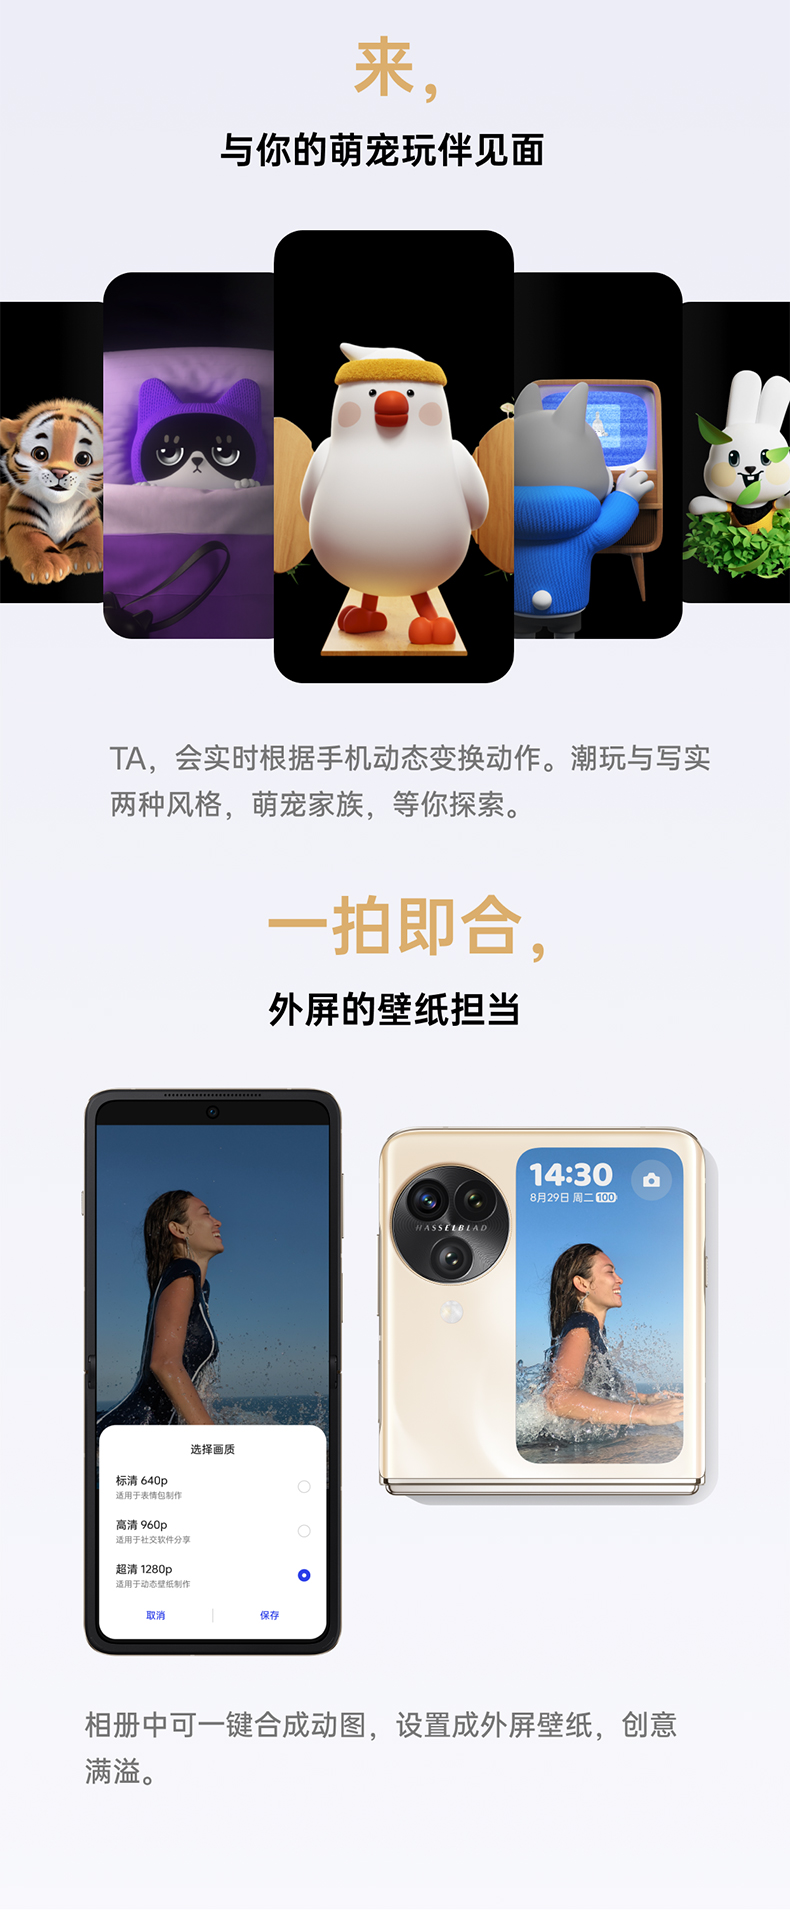 来，
与你的萌宠玩伴见面
TA，会实时根据手机动态变换动作。潮玩与写实
两种风格，萌宠家族，等你探索。
一拍即合，
外屏的壁纸担当
14:30
8月29日 周二 100
HASSELBLAD
选择画质
标清 640p
适用于表情包制作
高清 960p
适用于社交软件分享
超清 1280p
适用于动态壁纸制作
取消 保存
相册中可一键合成动图，设置成外屏壁纸，创意
满溢。